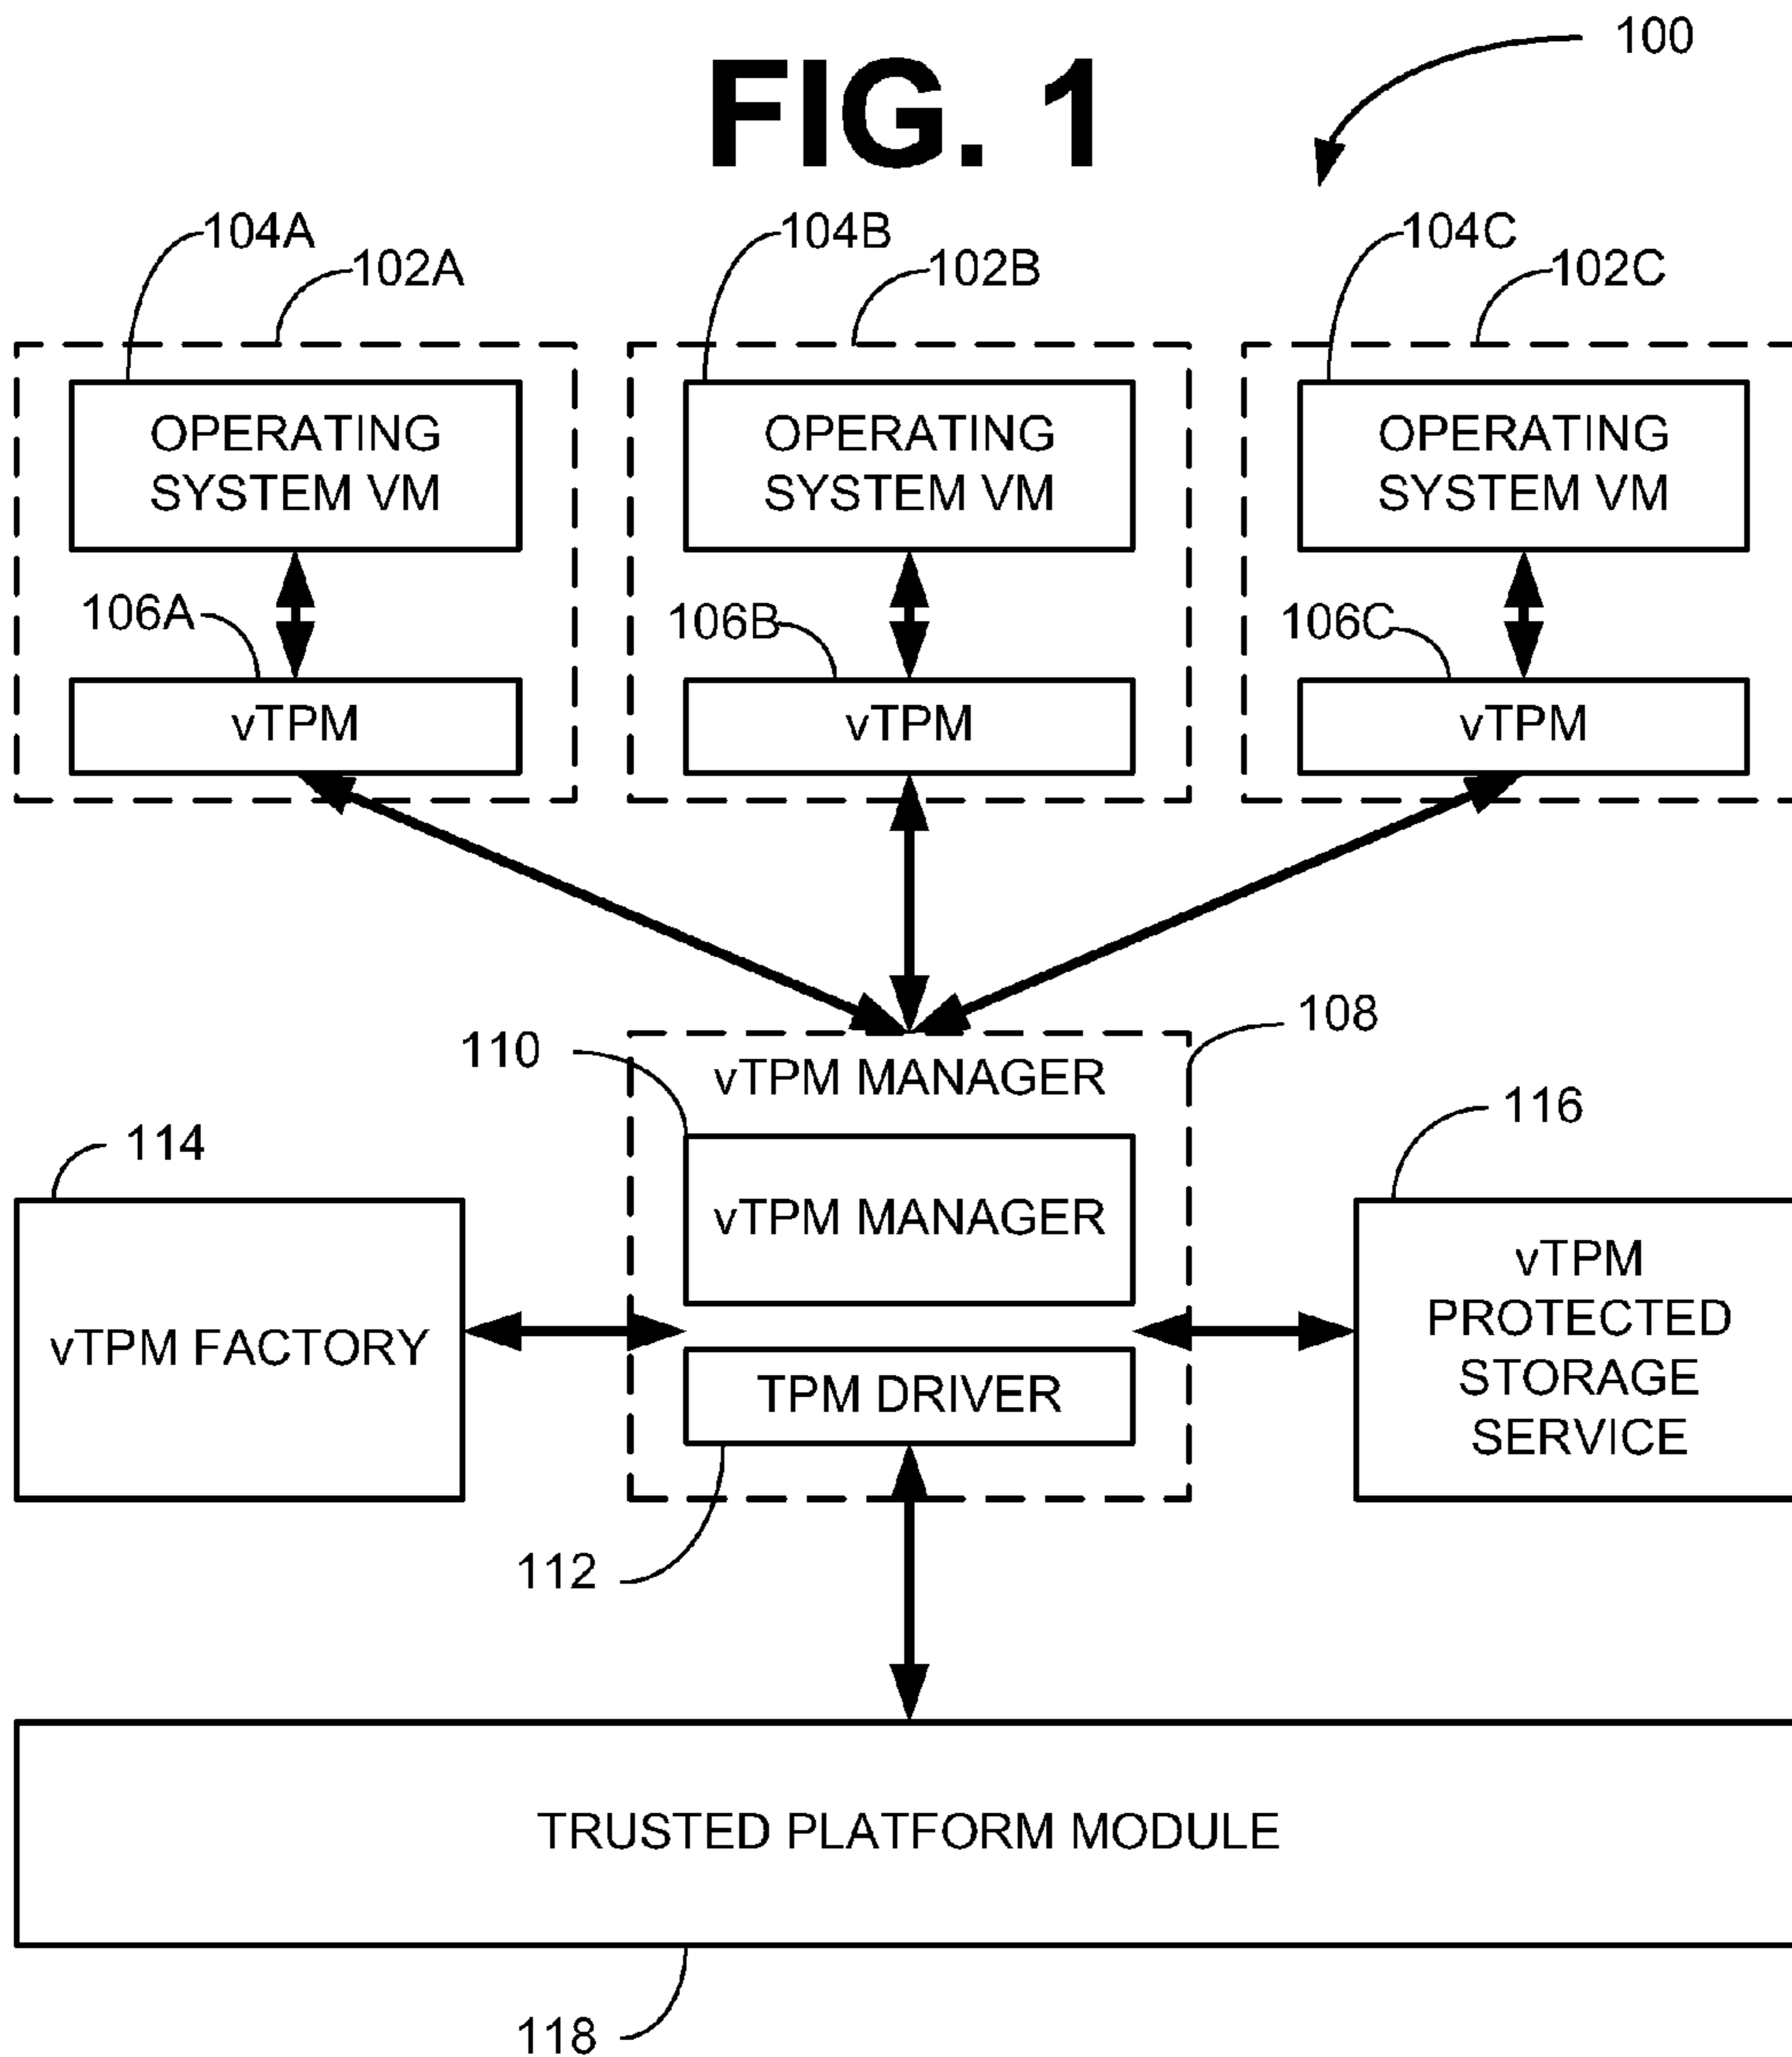 100
FIG. 1
104A
104B
104C
102A
102B
102C
OPERATING
SYSTEM VM
OPERATING
SYSTEM VM
OPERATING
SYSTEM VM
106A
106B
106C
vTPM
vTPM
vTPM
108
110
vTPM MANAGER
116
114
vTPM MANAGER
vTPM
PROTECTED
STORAGE
SERVICE
vTPM FACTORY
TPM DRIVER
112
TRUSTED PLATFORM MODULE
118